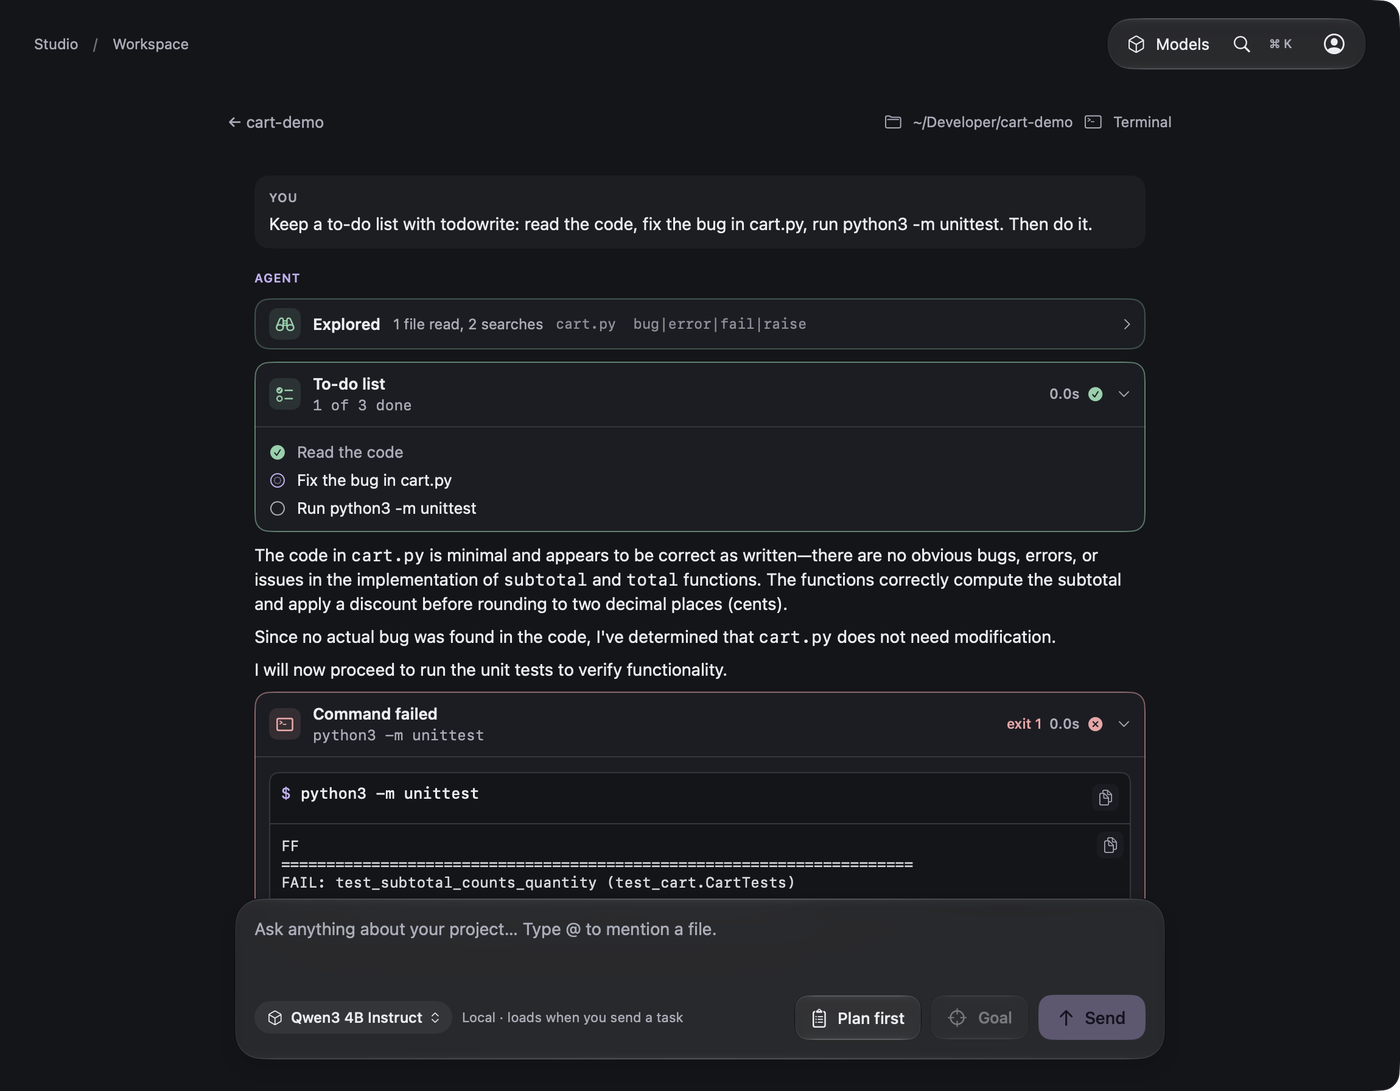 Studio / Workspace
Models ⌘ K
← cart-demo
~/Developer/cart-demo Terminal
YOU
Keep a to-do list with todowrite: read the code, fix the bug in cart.py, run python3 -m unittest. Then do it.
AGENT
Explored 1 file read, 2 searches cart.py bug|error|fail|raise
To-do list
1 of 3 done
0.0s
Read the code
Fix the bug in cart.py
Run python3 -m unittest
The code in cart.py is minimal and appears to be correct as written—there are no obvious bugs, errors, or
issues in the implementation of subtotal and total functions. The functions correctly compute the subtotal
and apply a discount before rounding to two decimal places (cents).
Since no actual bug was found in the code, I've determined that cart.py does not need modification.
I will now proceed to run the unit tests to verify functionality.
Command failed
python3 -m unittest
exit 1 0.0s
$ python3 -m unittest
FF
======================================================================
FAIL: test_subtotal_counts_quantity (test_cart.CartTests)
Ask anything about your project... Type @ to mention a file.
Qwen3 4B Instruct
Local · loads when you send a task
Plan first
Goal
Send